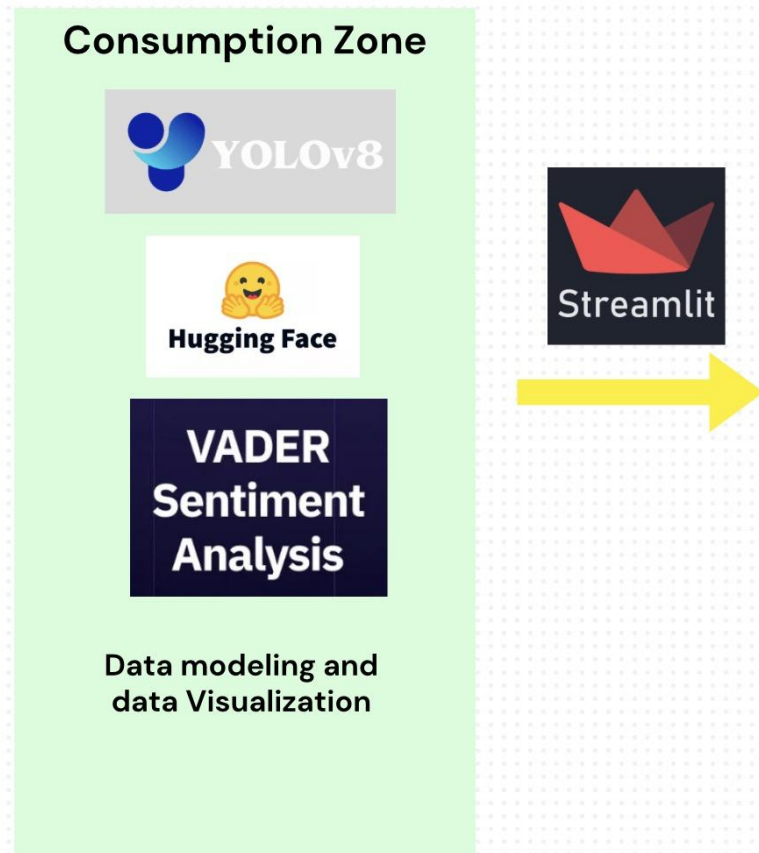 Consumption Zone
YOLOv8
Hugging Face
VADER
Sentiment
Analysis
Data modeling and
data Visualization
Streamlit